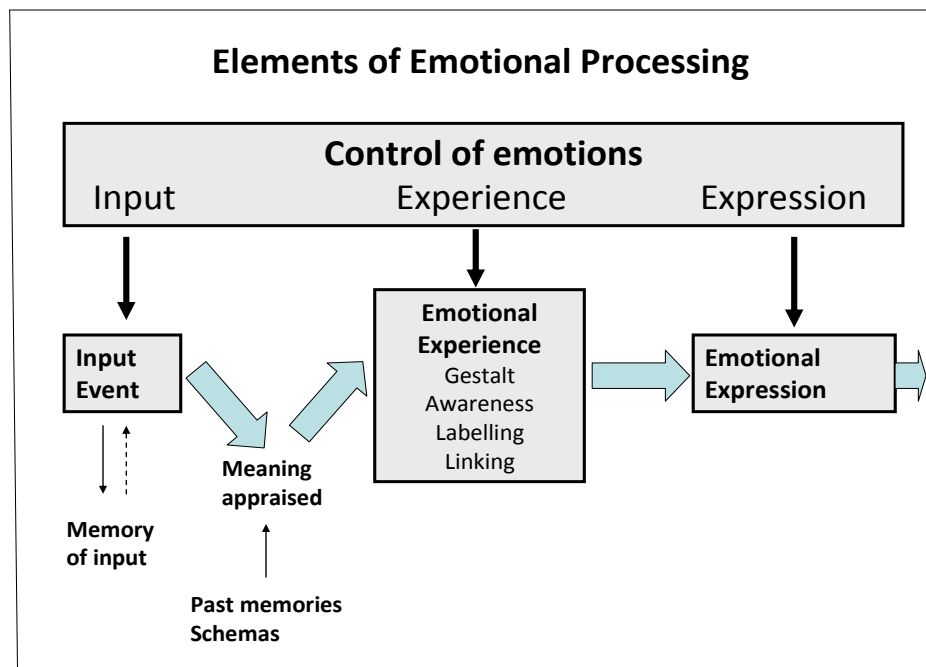 Elements of Emotional Processing
Control of emotions
Input Experience Expression
Input
Event
Emotional
Experience
Gestalt
Awareness
Labelling
Linking
Emotional
Expression
Meaning
appraised
Memory
of input
Past memories
Schemas